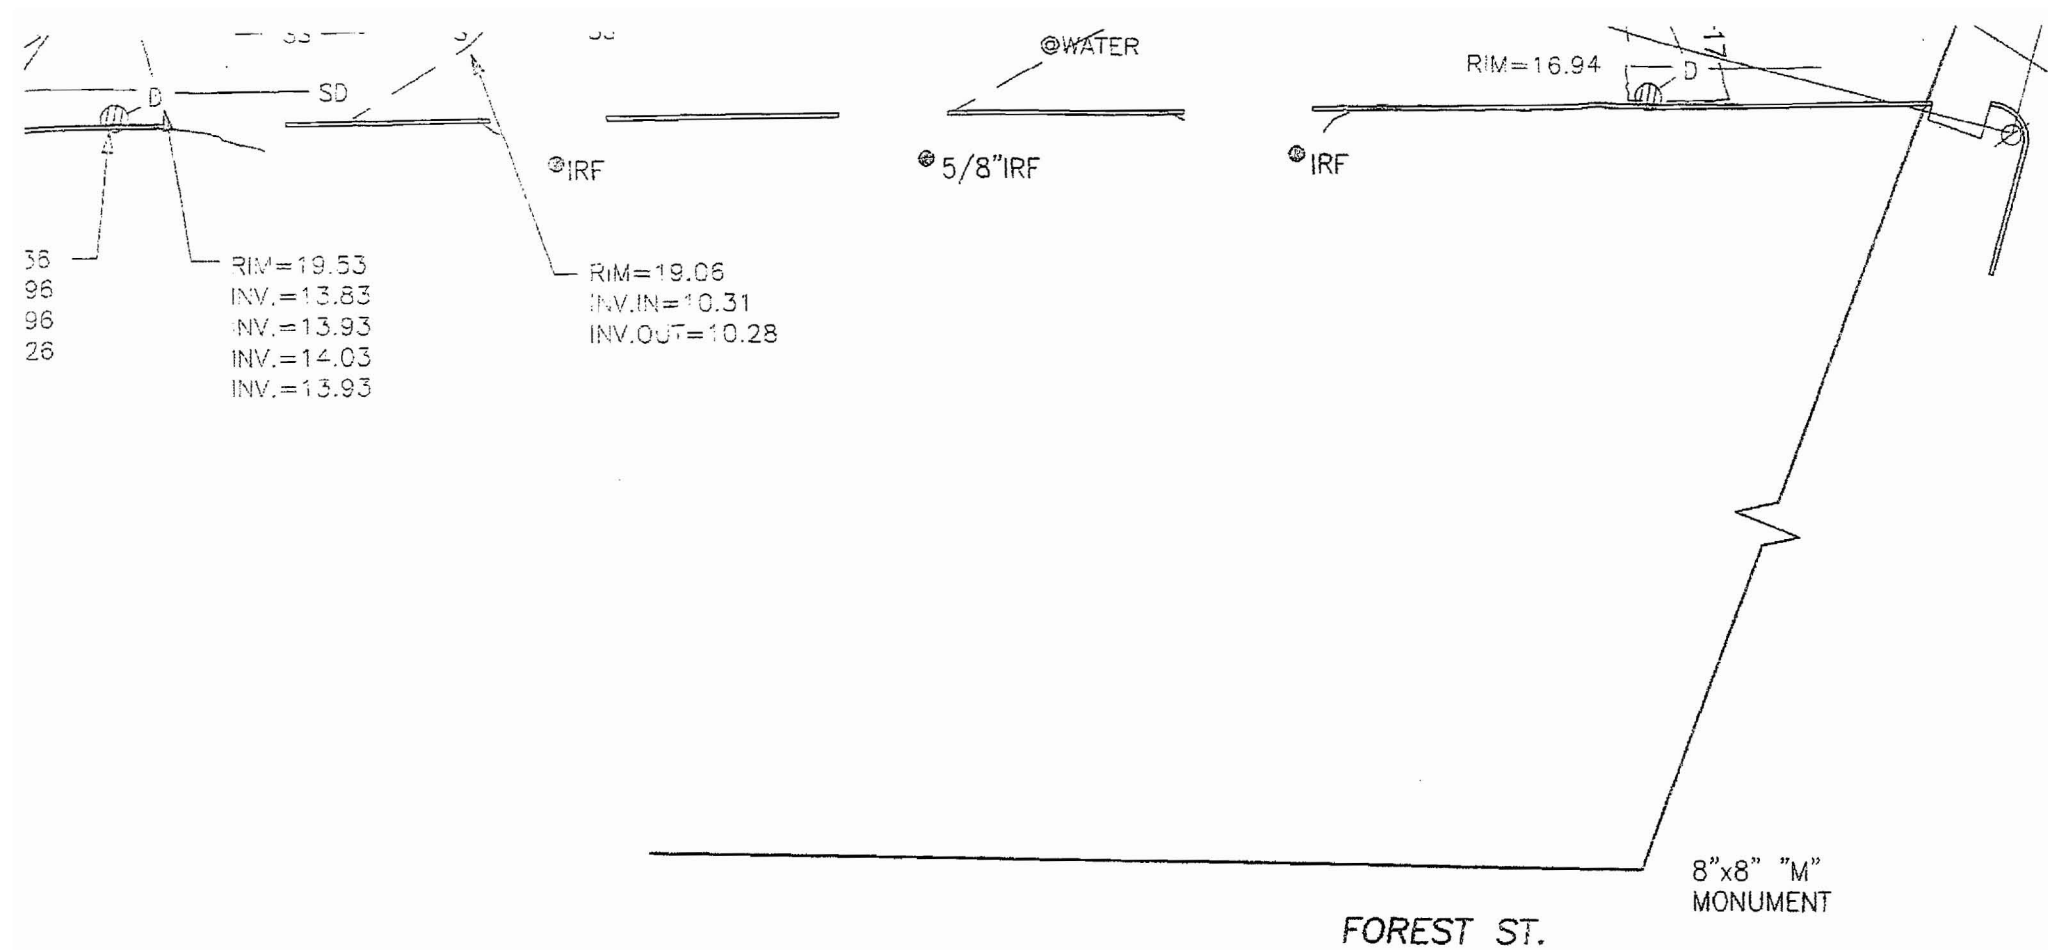 SS
@WATER
17
RIM=16.94
D
D
SD
IRF
5/8"IRF
IRF
36
96
96
26
RIM=19.53
INV.=13.83
INV.=13.93
INV.=14.03
INV.=13.93
RIM=19.06
INV.IN=10.31
INV.OUT=10.28
8"x8" "M"
MONUMENT
FOREST ST.